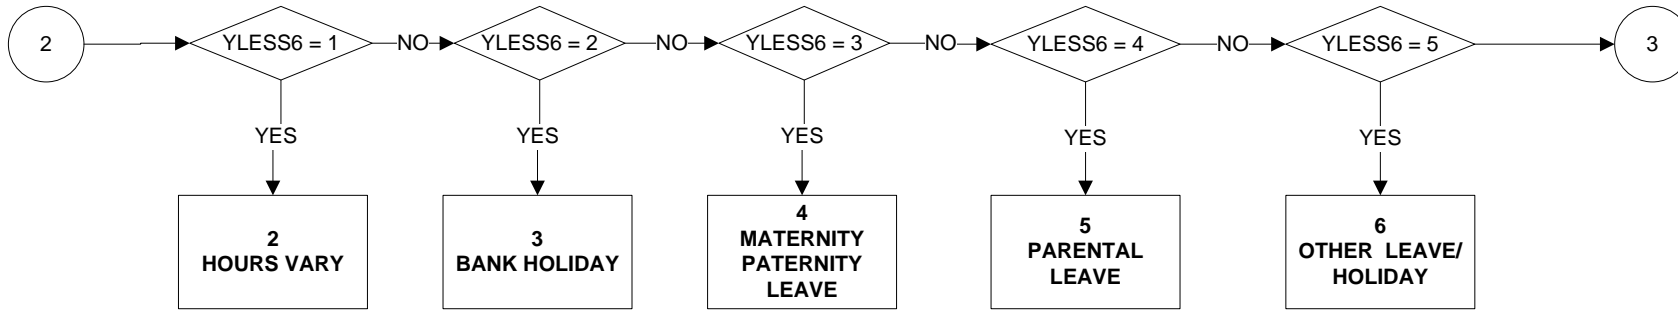 2
YLESS6 = 1
NO
YLESS6 = 2
NO
YLESS6 = 3
NO
YLESS6 = 4
NO
YLESS6 = 5
3
YES
YES
YES
YES
YES
2
HOURS VARY
3
BANK HOLIDAY
4
MATERNITY
PATERNITY
LEAVE
5
PARENTAL
LEAVE
6
OTHER LEAVE/
HOLIDAY